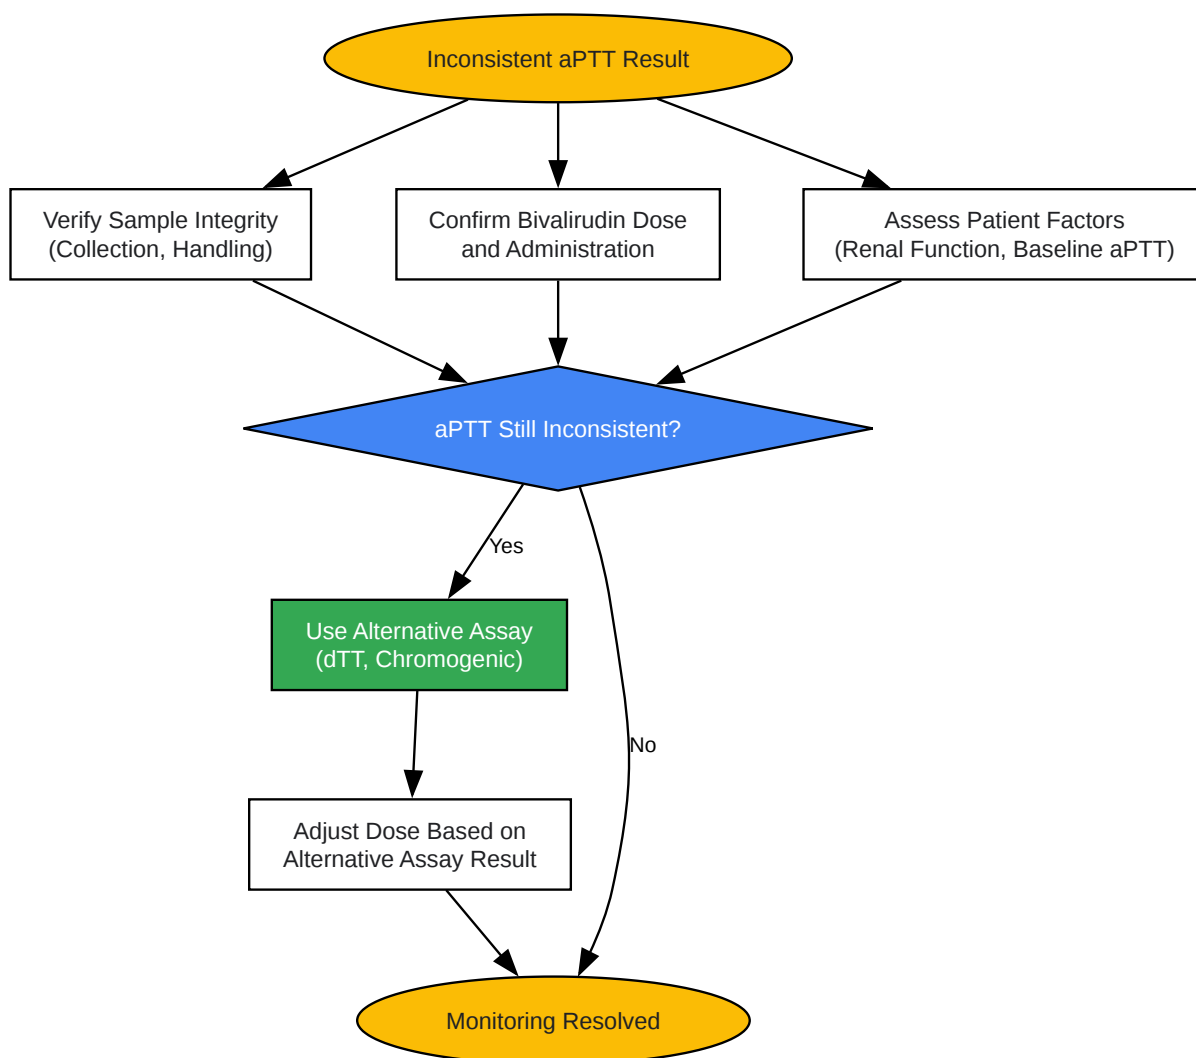 Inconsistent aPTT Result
Verify Sample Integrity
(Collection, Handling)
Confirm Bivalirudin Dose
and Administration
Assess Patient Factors
(Renal Function, Baseline aPTT)
aPTT Still Inconsistent?
Yes
Use Alternative Assay
(dTT, Chromogenic)
No
Adjust Dose Based on
Alternative Assay Result
Monitoring Resolved